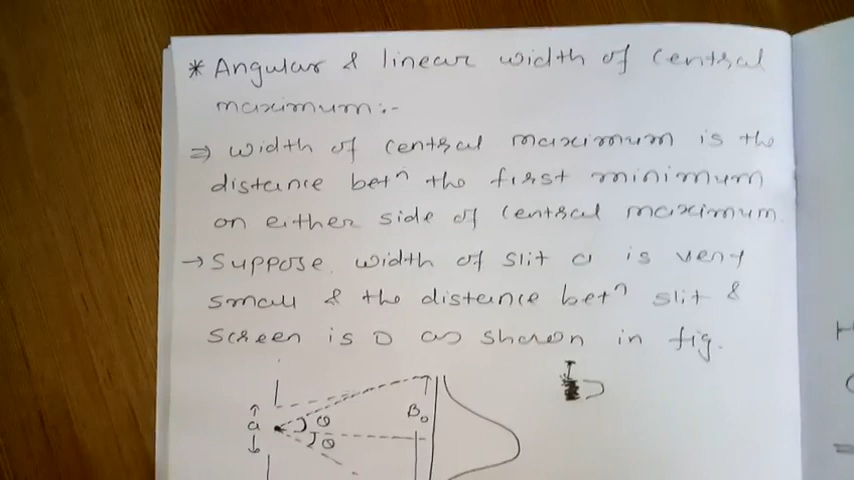 * Angular & linear width of central
maximum:-
⇒ width of central maximum is the
distance betⁿ the first minimum
on either side of central maximum.
→ Suppose width of slit a is very
small & the distance betⁿ slit &
screen is D as shown in fig.
I
a
θ
θ
B₀